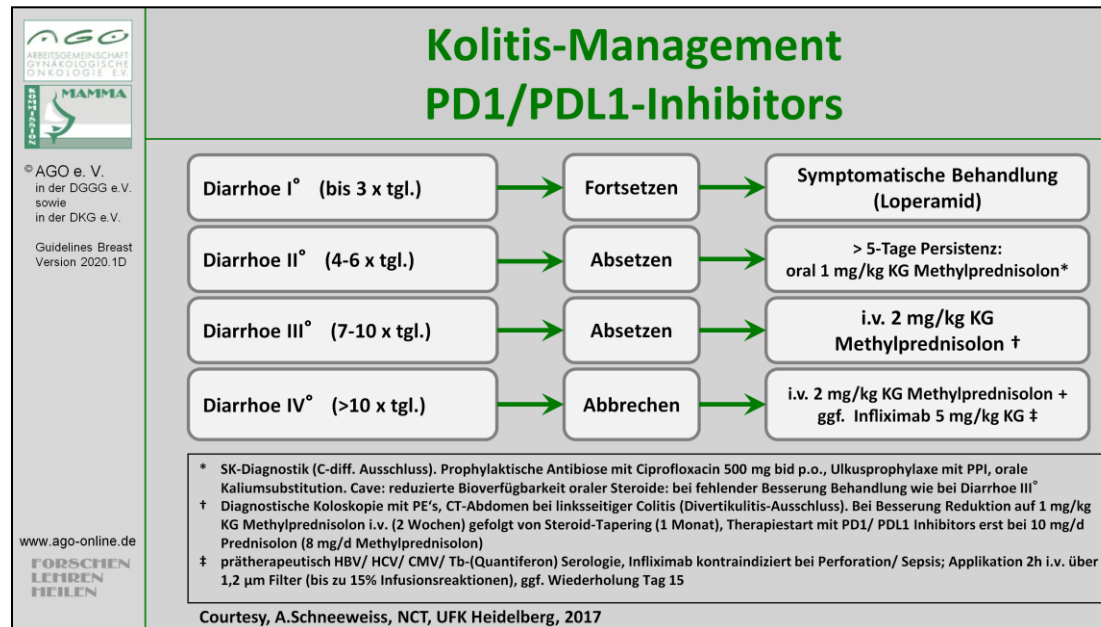 AGO
ARBEITSGEMEINSCHAFT
GYNÄKOLOGISCHE
ONKOLOGIE E.V.
KOMMISSION
MAMMA
© AGO e. V.
in der DGGG e.V.
sowie
in der DKG e.V.
Guidelines Breast
Version 2020.1D
www.ago-online.de
FORSCHEN
LEHREN
HEILEN
Kolitis-Management
PD1/PDL1-Inhibitors
Diarrhoe I° (bis 3 x tgl.)
Fortsetzen
Symptomatische Behandlung
(Loperamid)
Diarrhoe II° (4-6 x tgl.)
Absetzen
> 5-Tage Persistenz:
oral 1 mg/kg KG Methylprednisolon*
Diarrhoe III° (7-10 x tgl.)
Absetzen
i.v. 2 mg/kg KG
Methylprednisolon †
Diarrhoe IV° (>10 x tgl.)
Abbrechen
i.v. 2 mg/kg KG Methylprednisolon +
ggf. Infliximab 5 mg/kg KG ‡
* SK-Diagnostik (C-diff. Ausschluss). Prophylaktische Antibiose mit Ciprofloxacin 500 mg bid p.o., Ulkusprophylaxe mit PPI, orale
Kaliumsubstitution. Cave: reduzierte Bioverfügbarkeit oraler Steroide: bei fehlender Besserung Behandlung wie bei Diarrhoe III°
† Diagnostische Koloskopie mit PE's, CT-Abdomen bei linksseitiger Colitis (Divertikulitis-Ausschluss). Bei Besserung Reduktion auf 1 mg/kg
KG Methylprednisolon i.v. (2 Wochen) gefolgt von Steroid-Tapering (1 Monat), Therapiestart mit PD1/ PDL1 Inhibitors erst bei 10 mg/d
Prednisolon (8 mg/d Methylprednisolon)
‡ prätherapeutisch HBV/ HCV/ CMV/ Tb-(Quantiferon) Serologie, Infliximab kontraindiziert bei Perforation/ Sepsis; Applikation 2h i.v. über
1,2 µm Filter (bis zu 15% Infusionsreaktionen), ggf. Wiederholung Tag 15
Courtesy, A.Schneeweiss, NCT, UFK Heidelberg, 2017